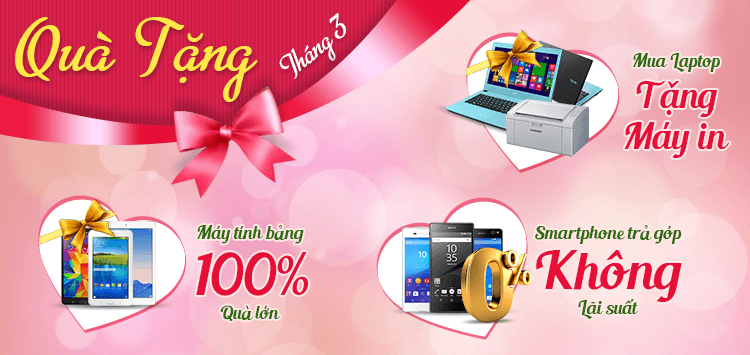 Quà Tặng
Tháng 3
Mua Laptop
Tặng
Máy in
Máy tính bảng
100%
Quà lớn
Smartphone trả góp
0%
Không
Lãi suất